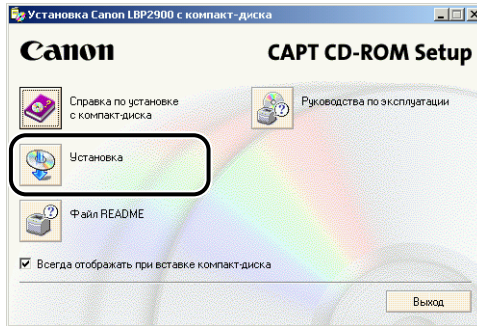 Установка Canon LBP2900 с компакт-диска
Canon
CAPT CD-ROM Setup
Справка по установке
с компакт-диска
Руководства по эксплуатации
Установка
Файл README
Всегда отображать при вставке компакт-диска
Выход